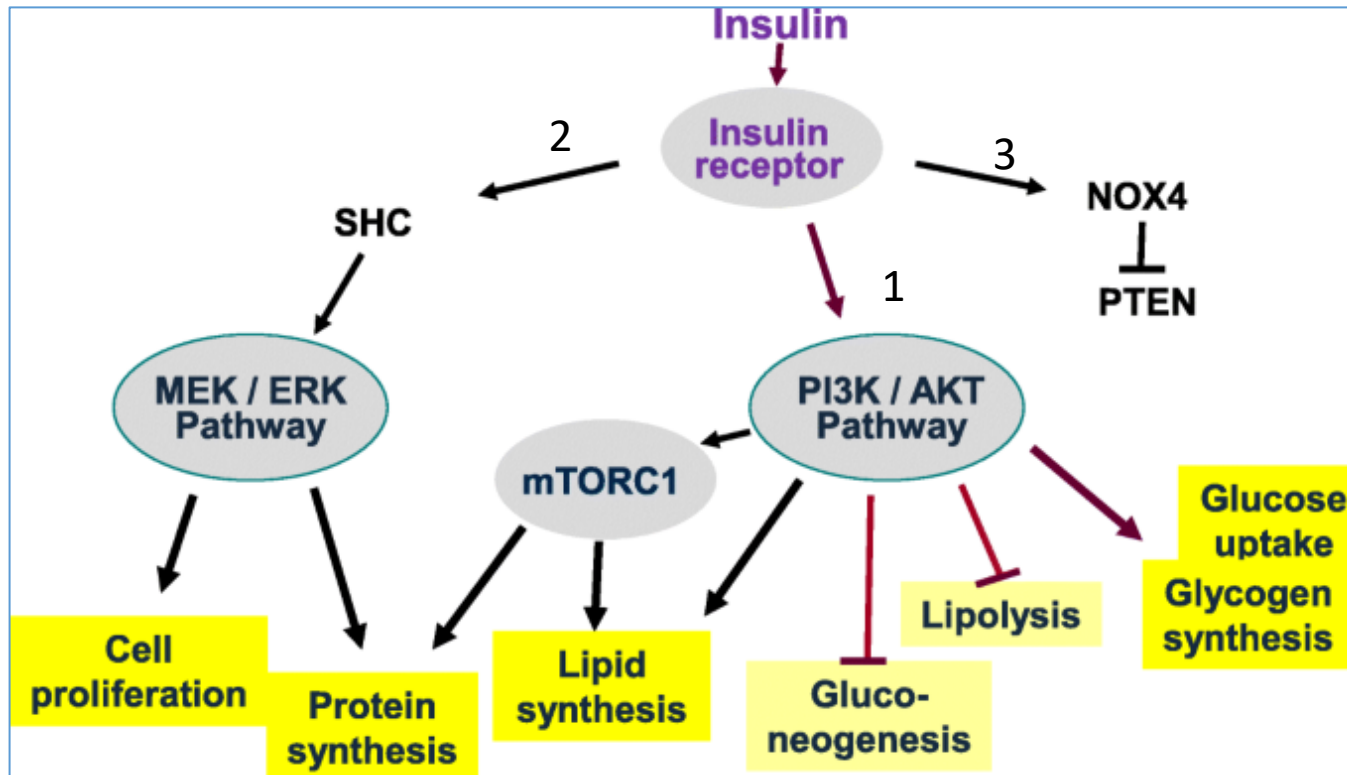 Insulin
Insulin
receptor
2
3
SHC
NOX4
PTEN
1
MEK / ERK
Pathway
PI3K / AKT
Pathway
mTORC1
Glucose
uptake
Glycogen
synthesis
Lipolysis
Cell
proliferation
Protein
synthesis
Lipid
synthesis
Gluco-
neogenesis